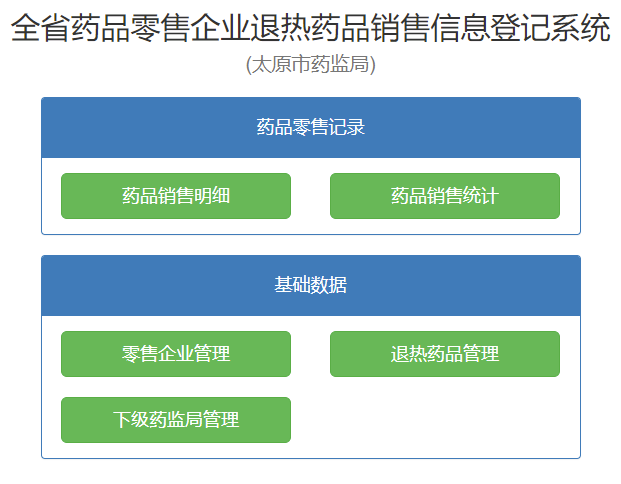 全省药品零售企业退热药品销售信息登记系统
(太原市药监局)
药品零售记录
药品销售明细
药品销售统计
基础数据
零售企业管理
退热药品管理
下级药监局管理